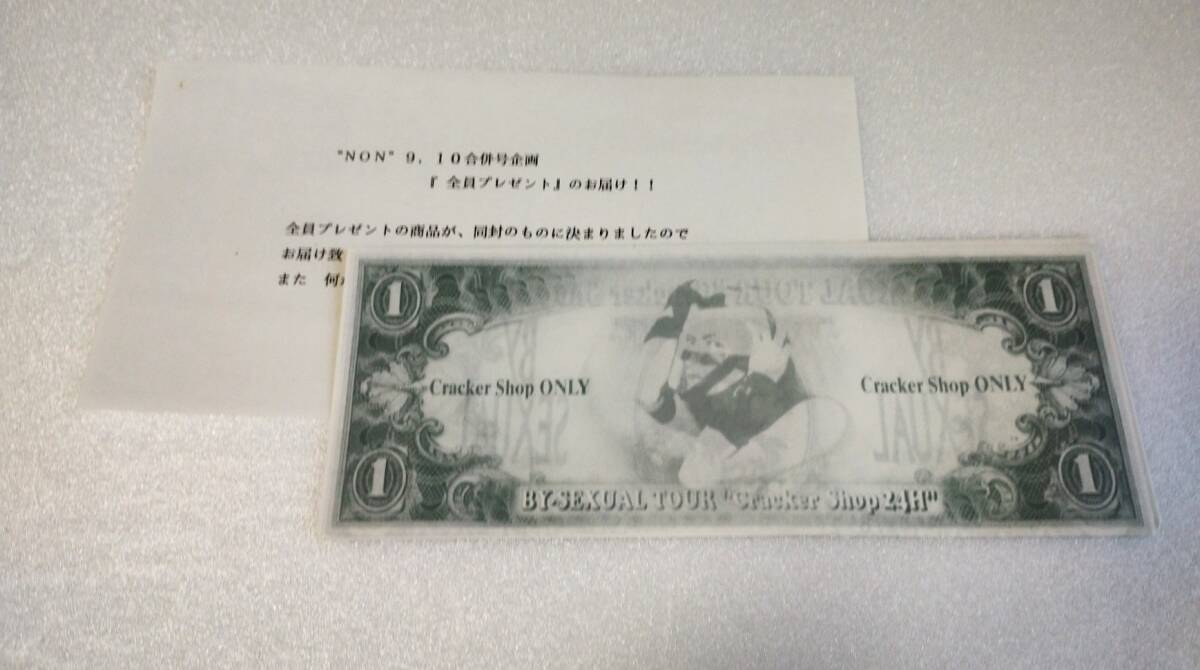 "NON" 9, 10合併号企画
『 全員プレゼント』のお届け！！
全員プレゼントの商品が、同封のものに決まりましたので
お届け致
また 何
1
1
Cracker Shop ONLY
Cracker Shop ONLY
1
1
BY-SEXUAL TOUR "Cracker Shop 24H"